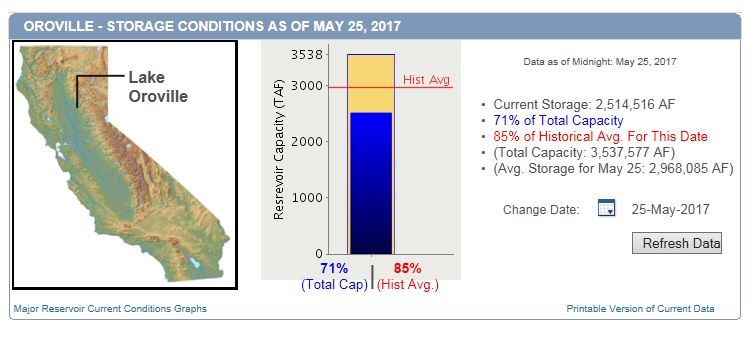 OROVILLE - STORAGE CONDITIONS AS OF MAY 25, 2017
Lake
Oroville
Resrevoir Capacity (TAF)
3538
3000
2000
1000
0
Hist Avg
71%
(Total Cap)
85%
(Hist Avg.)
Data as of Midnight: May 25, 2017
• Current Storage: 2,514,516 AF
• 71% of Total Capacity
• 85% of Historical Avg. For This Date
• (Total Capacity: 3,537,577 AF)
• (Avg. Storage for May 25: 2,968,085 AF)
Change Date: 25-May-2017
Refresh Data
Major Reservoir Current Conditions Graphs
Printable Version of Current Data